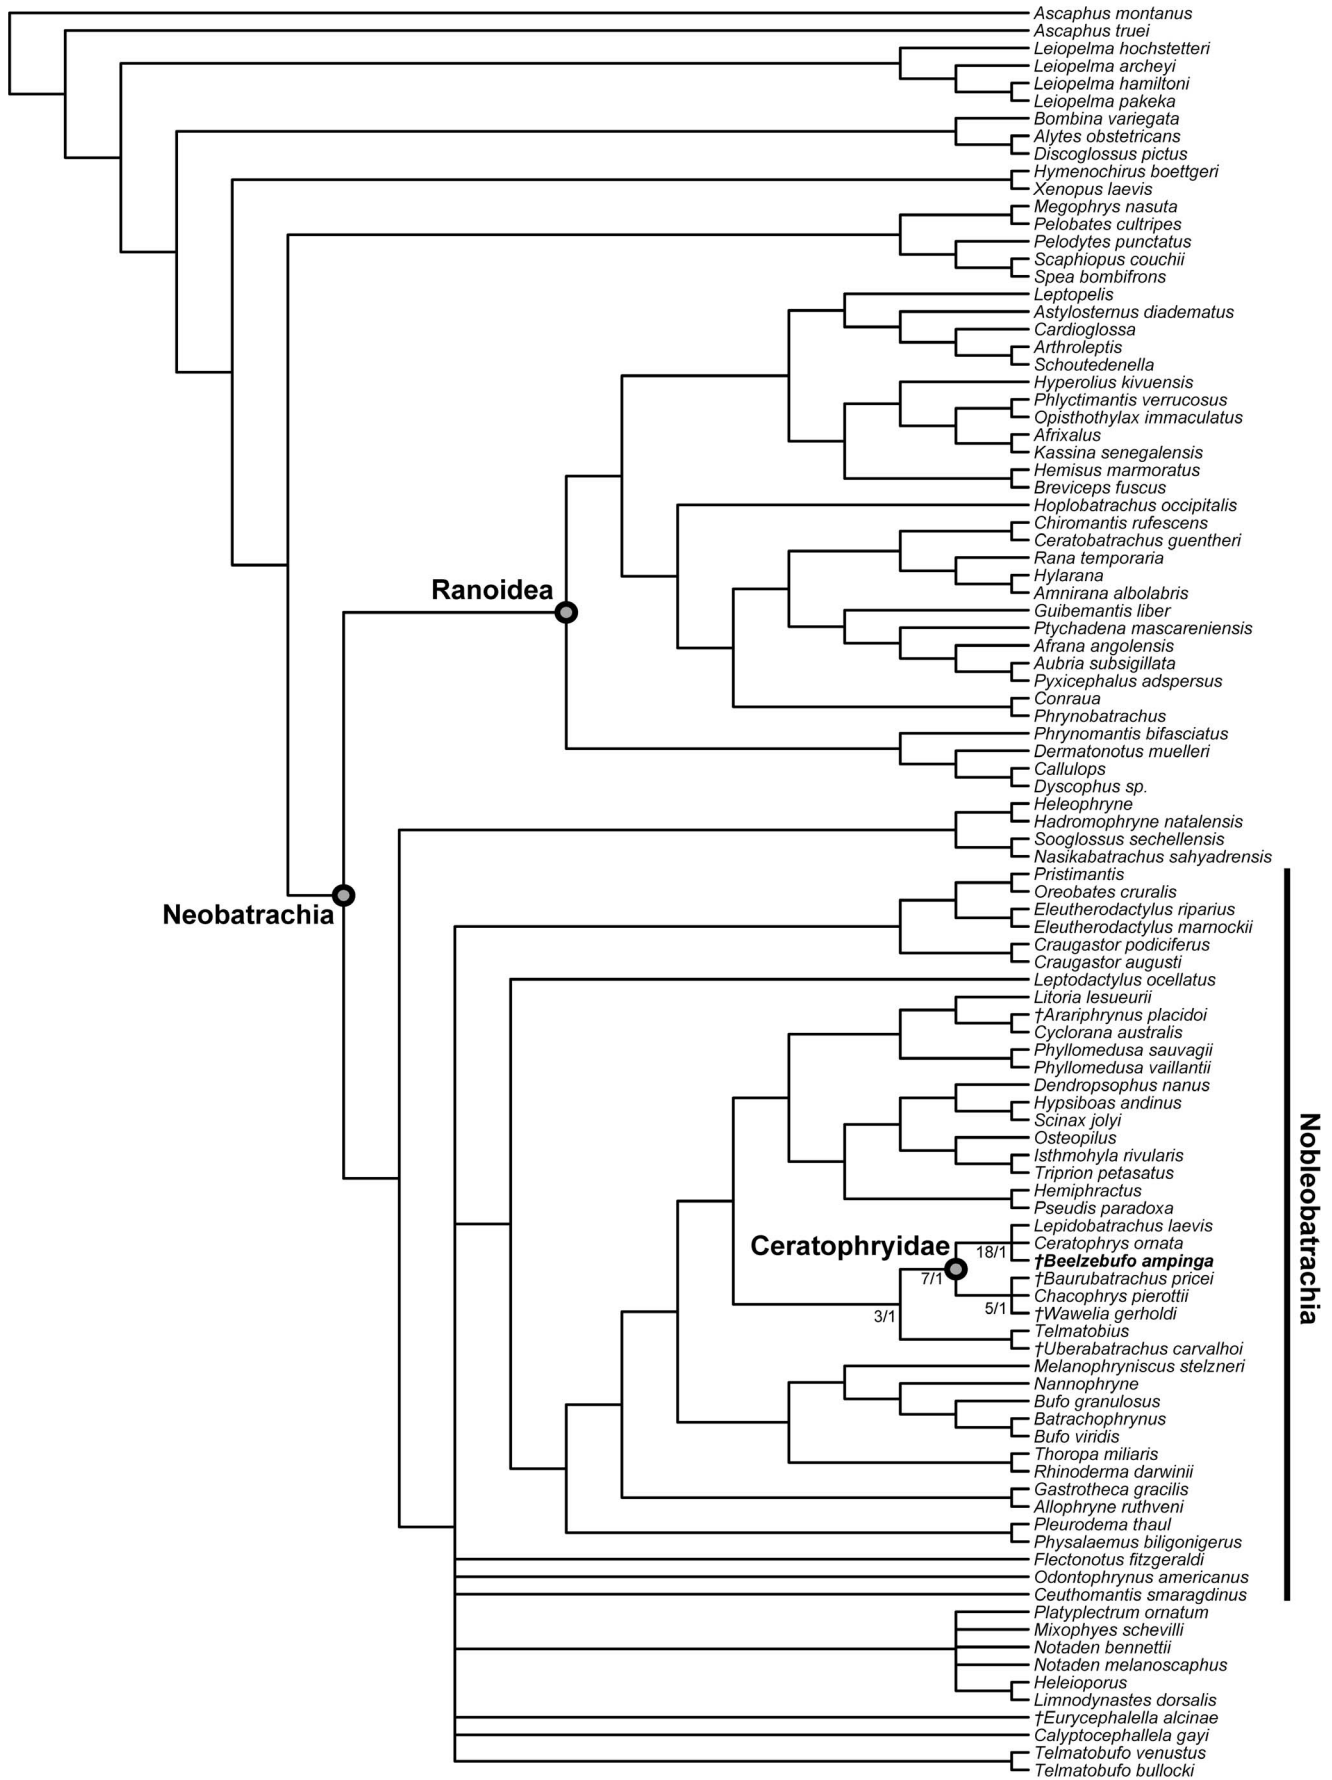 Ascaphus montanus
Ascaphus truei
Leiopelma hochstetteri
Leiopelma archeyi
Leiopelma hamiltoni
Leiopelma pakeka
Bombina variegata
Alytes obstetricans
Discoglossus pictus
Hymenochirus boettgeri
Xenopus laevis
Megophrys nasuta
Pelobates cultripes
Pelodytes punctatus
Scaphiopus couchii
Spea bombifrons
Leptopelis
Astylosternus diadematus
Cardioglossa
Arthroleptis
Schoutedenella
Hyperolius kivuensis
Phlyctimantis verrucosus
Opisthothylax immaculatus
Afrixalus
Kassina senegalensis
Hemisus marmoratus
Breviceps fuscus
Hoplobatrachus occipitalis
Chiromantis rufescens
Ceratobatrachus guentheri
Rana temporaria
Hylarana
Ranoidea
Amnirana albolabris
Guibemantis liber
Ptychadena mascareniensis
Afrana angolensis
Aubria subsigillata
Pyxicephalus adspersus
Conraua
Phrynobatrachus
Phrynomantis bifasciatus
Dermatonotus muelleri
Callulops
Dyscophus sp.
Heleophryne
Hadromophryne natalensis
Sooglossus sechellensis
Nasikabatrachus sahyadrensis
Pristimantis
Oreobates cruralis
Eleutherodactylus riparius
Neobatrachia
Eleutherodactylus marnockii
Craugastor podiciferus
Craugastor augusti
Leptodactylus ocellatus
Litoria lesueurii
†Arariphrynus placidoi
Cyclorana australis
Phyllomedusa sauvagii
Phyllomedusa vaillantii
Dendropsophus nanus
Hypsiboas andinus
Scinax jolyi
Osteopilus
Isthmohyla rivularis
Triprion petasatus
Hemiphractus
Pseudis paradoxa
Nobleobatrachia
Lepidobatrachus laevis
Ceratophryidae
Ceratophrys ornata
18/1
†Beelzebufo ampinga
7/1
†Baurubatrachus pricei
Chacophrys pierottii
5/1
†Wawelia gerholdi
3/1
Telmatobius
†Uberabatrachus carvalhoi
Melanophryniscus stelzneri
Nannophryne
Bufo granulosus
Batrachophrynus
Bufo viridis
Thoropa miliaris
Rhinoderma darwinii
Gastrotheca gracilis
Allophryne ruthveni
Pleurodema thaul
Physalaemus biligonigerus
Flectonotus fitzgeraldi
Odontophrynus americanus
Ceuthomantis smaragdinus
Platyplectrum ornatum
Mixophyes schevilli
Notaden bennettii
Notaden melanoscaphus
Heleioporus
Limnodynastes dorsalis
†Eurycephalella alcinae
Calyptocephallela gayi
Telmatobufo venustus
Telmatobufo bullocki